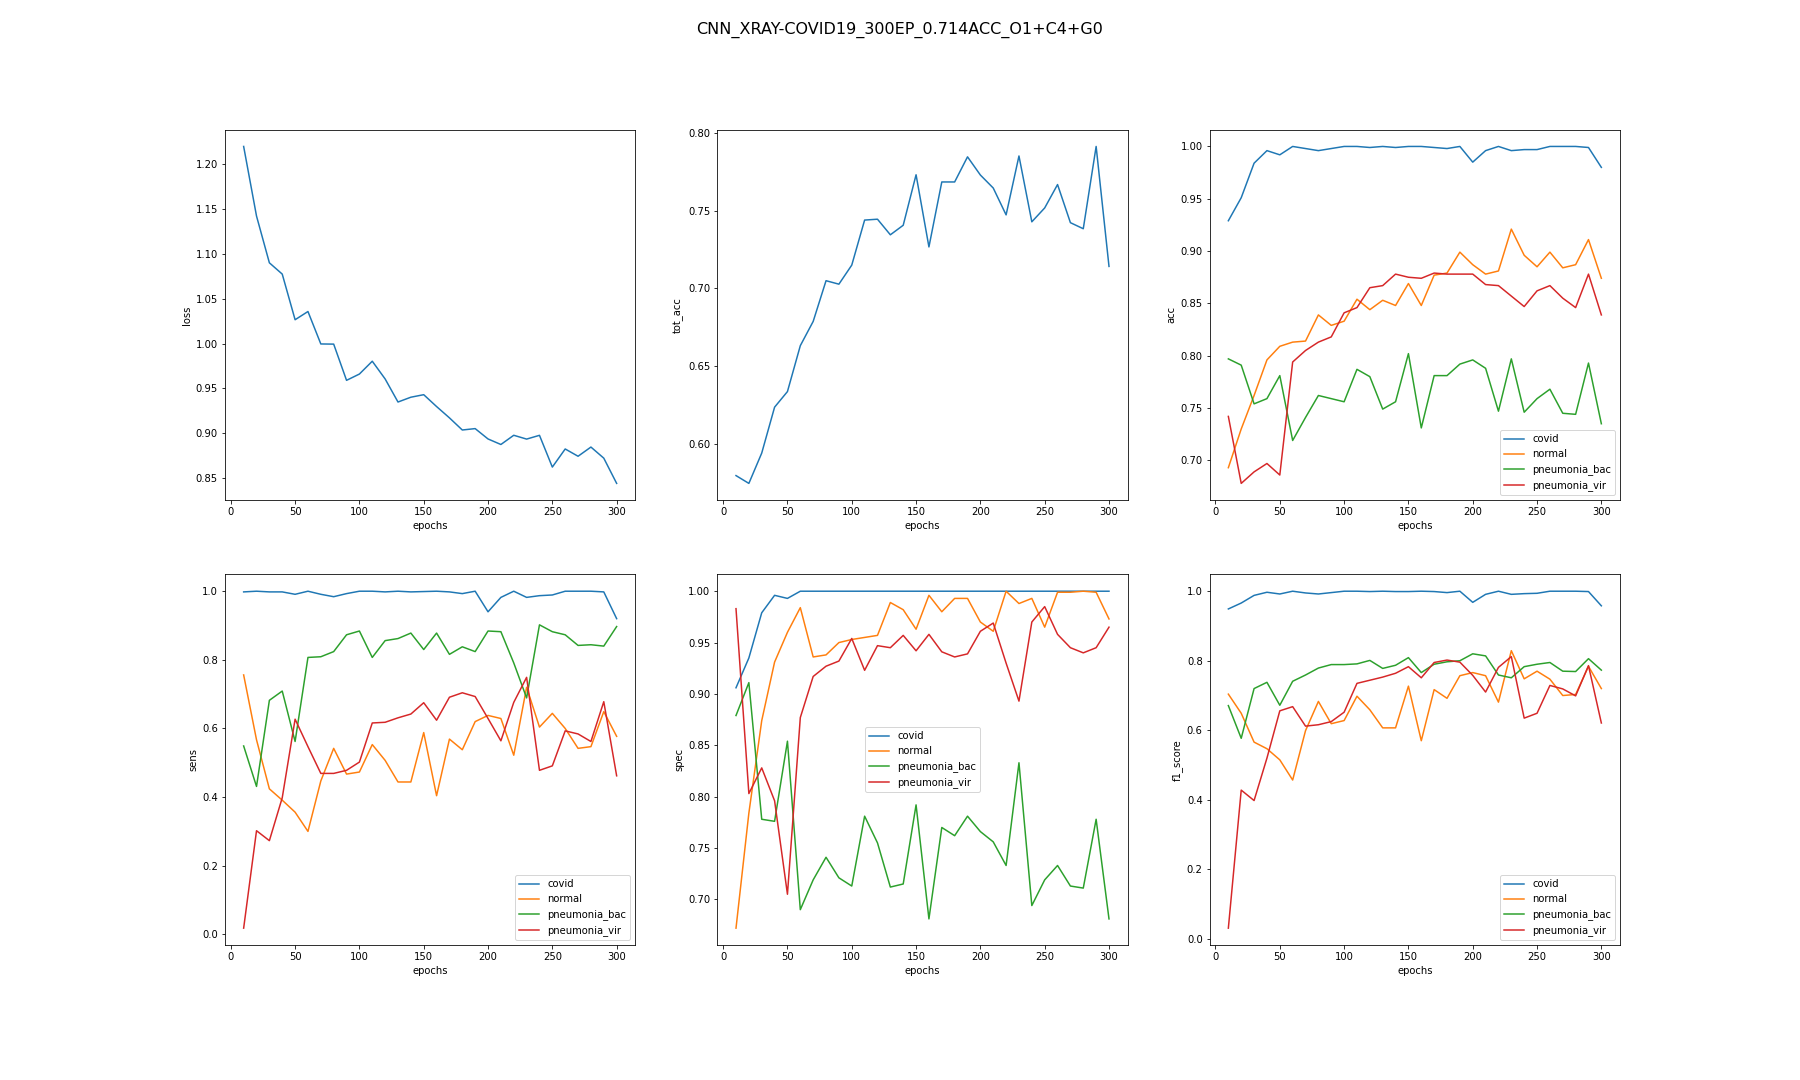 CNN_XRAY-COVID19_300EP_0.714ACC_O1+C4+G0
1.20
1.15
1.10
1.05
1.00
0.95
0.90
0.85
loss
0
50
100
150
200
250
300
epochs
0.80
0.75
0.70
0.65
0.60
tot_acc
0
50
100
150
200
250
300
epochs
1.00
0.95
0.90
0.85
0.80
0.75
0.70
acc
covid
normal
pneumonia_bac
pneumonia_vir
0
50
100
150
200
250
300
epochs
1.0
0.8
0.6
0.4
0.2
0.0
sens
covid
normal
pneumonia_bac
pneumonia_vir
0
50
100
150
200
250
300
epochs
1.00
0.95
0.90
0.85
0.80
0.75
0.70
spec
covid
normal
pneumonia_bac
pneumonia_vir
0
50
100
150
200
250
300
epochs
1.0
0.8
0.6
0.4
0.2
0.0
f1_score
covid
normal
pneumonia_bac
pneumonia_vir
0
50
100
150
200
250
300
epochs